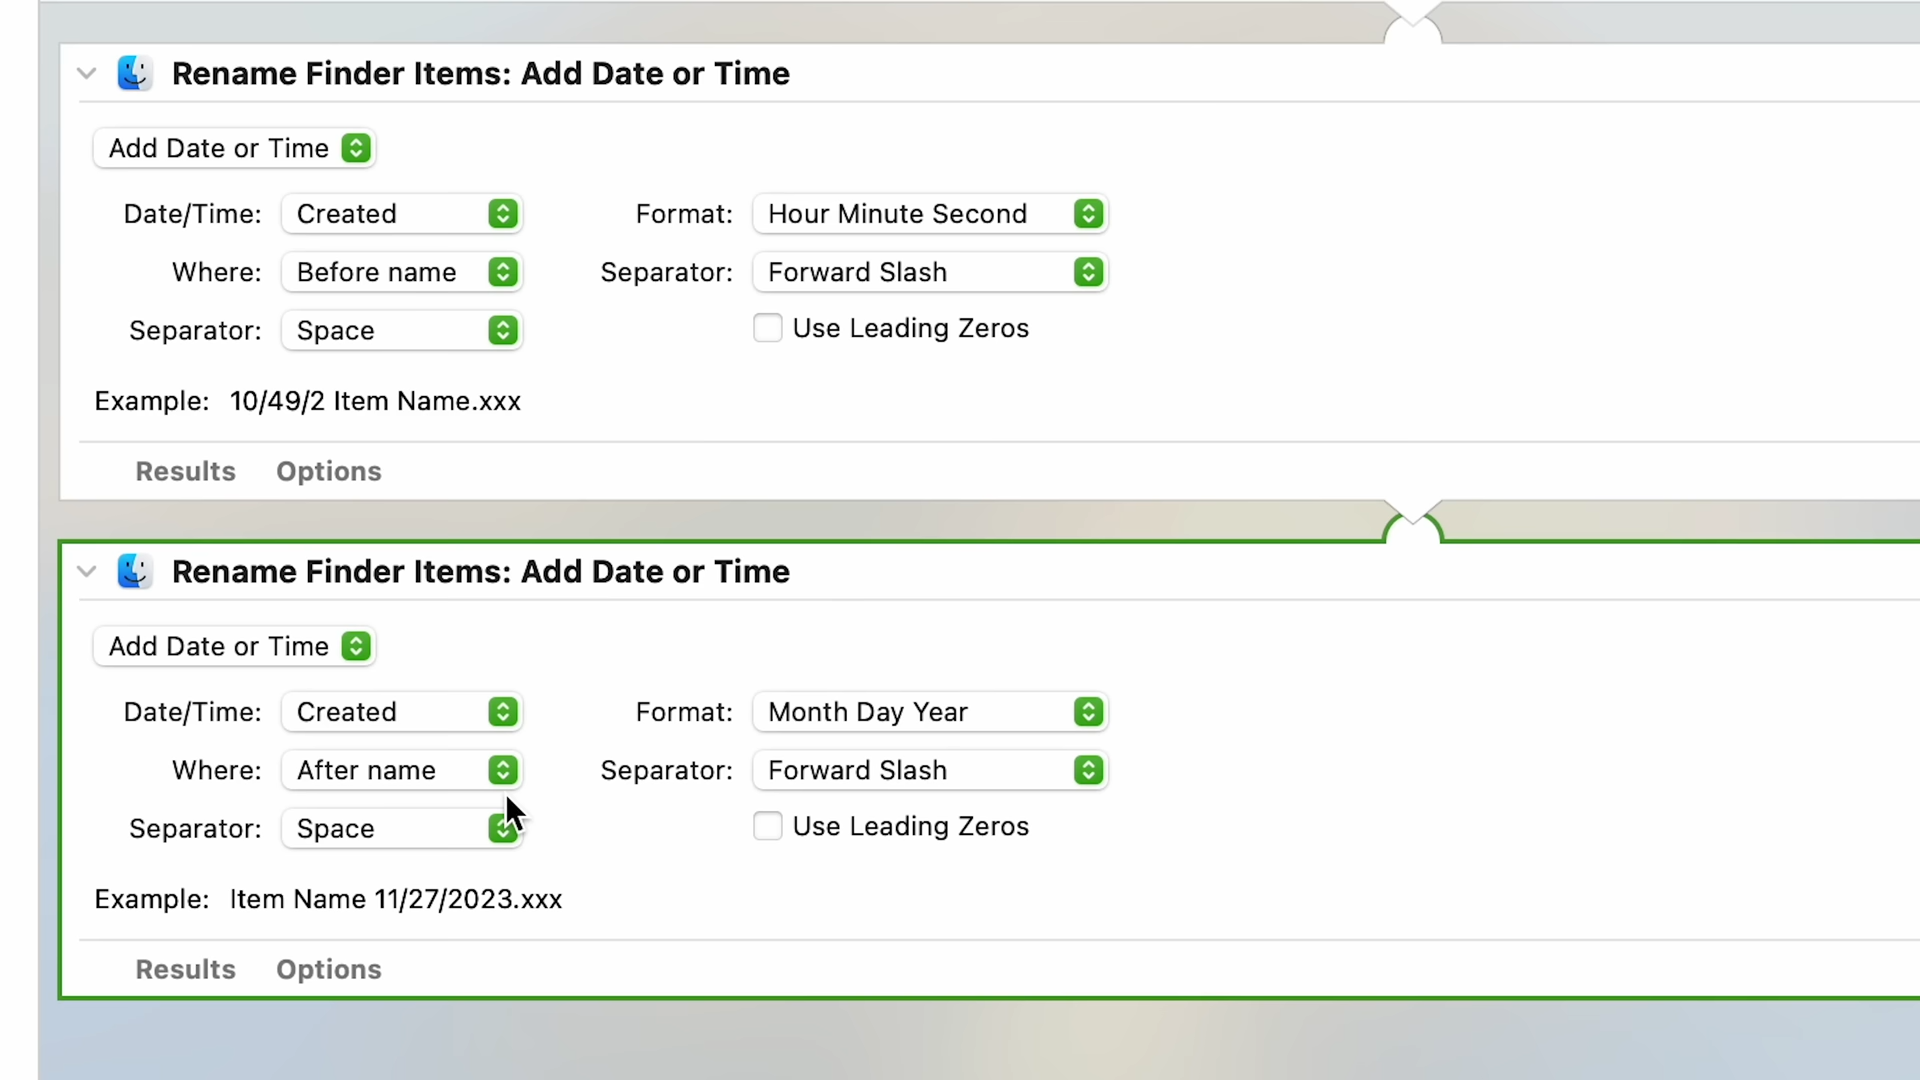 Rename Finder Items: Add Date or Time
Add Date or Time
Date/Time: Created Format: Hour Minute Second
Where: Before name Separator: Forward Slash
Separator: Space Use Leading Zeros
Example: 10/49/2 Item Name.xxx
Results Options
Rename Finder Items: Add Date or Time
Add Date or Time
Date/Time: Created Format: Month Day Year
Where: After name Separator: Forward Slash
Separator: Space Use Leading Zeros
Example: Item Name 11/27/2023.xxx
Results Options